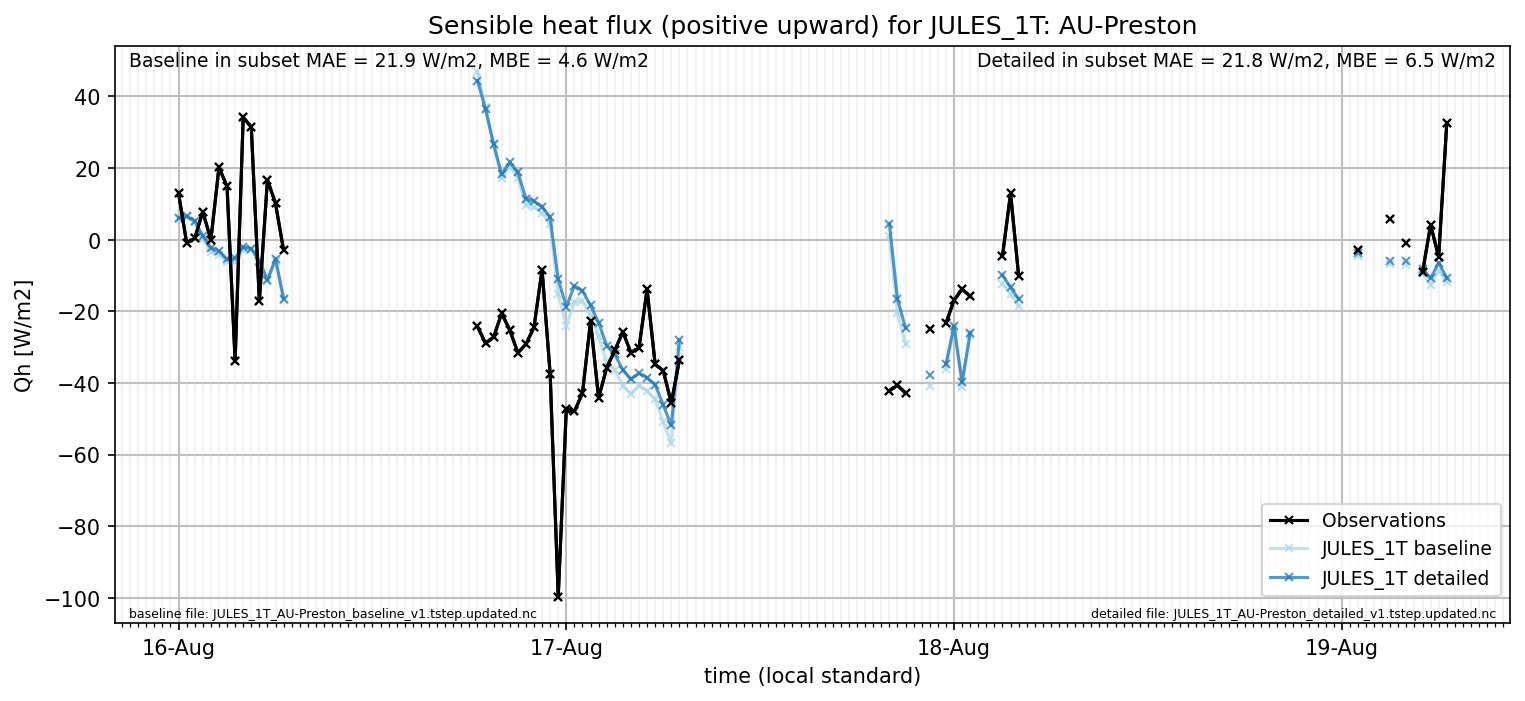 Sensible heat flux (positive upward) for JULES_1T: AU-Preston
Baseline in subset MAE = 21.9 W/m2, MBE = 4.6 W/m2
Detailed in subset MAE = 21.8 W/m2, MBE = 6.5 W/m2
40
20
0
−20
−40
−60
−80
−100
Qh [W/m2]
Observations
JULES_1T baseline
JULES_1T detailed
baseline file: JULES_1T_AU-Preston_baseline_v1.tstep.updated.nc
detailed file: JULES_1T_AU-Preston_detailed_v1.tstep.updated.nc
16-Aug
17-Aug
18-Aug
19-Aug
time (local standard)